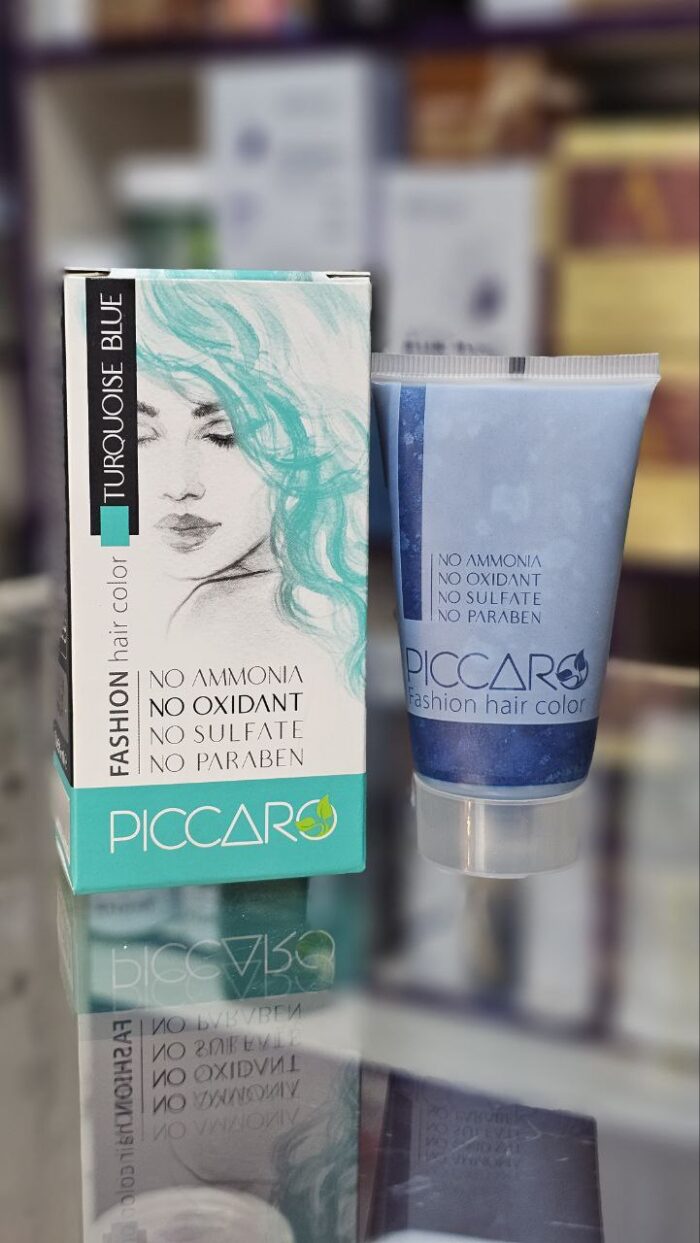 TURQUOISE BLUE
FASHION hair color
NO AMMONIA
NO OXIDANT
NO SULFATE
NO PARABEN
PICCARO
NO AMMONIA
NO OXIDANT
NO SULFATE
NO PARABEN
PICCARO
Fashion hair color